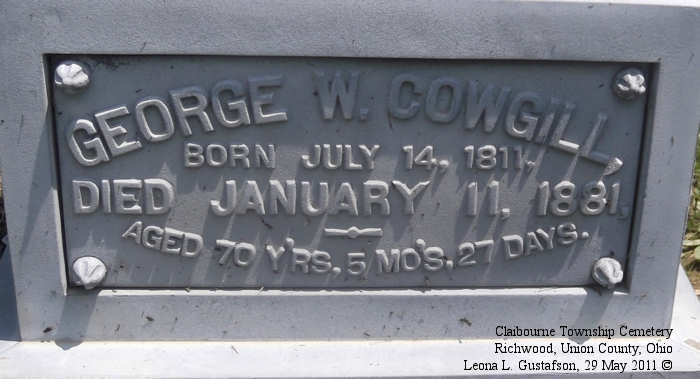 GEORGE W. COWGILL
BORN JULY 14, 1811.
DIED JANUARY 11, 1881,
AGED 70 Y'RS. 5 MO'S. 27 DAYS.
Claibourne Township Cemetery
Richwood, Union County, Ohio
Leona L. Gustafson, 29 May 2011 ©